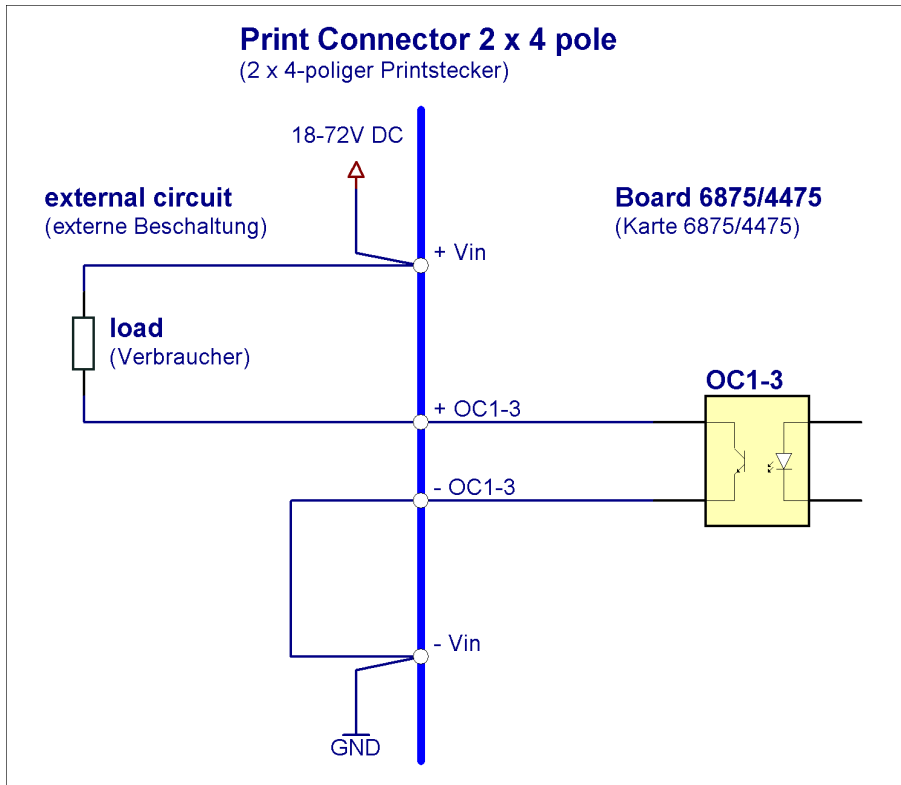 Print Connector 2 x 4 pole
(2 x 4-poliger Printstecker)
18-72V DC
external circuit
(externe Beschaltung)
Board 6875/4475
(Karte 6875/4475)
+ Vin
load
(Verbraucher)
OC1-3
+ OC1-3
- OC1-3
- Vin
GND